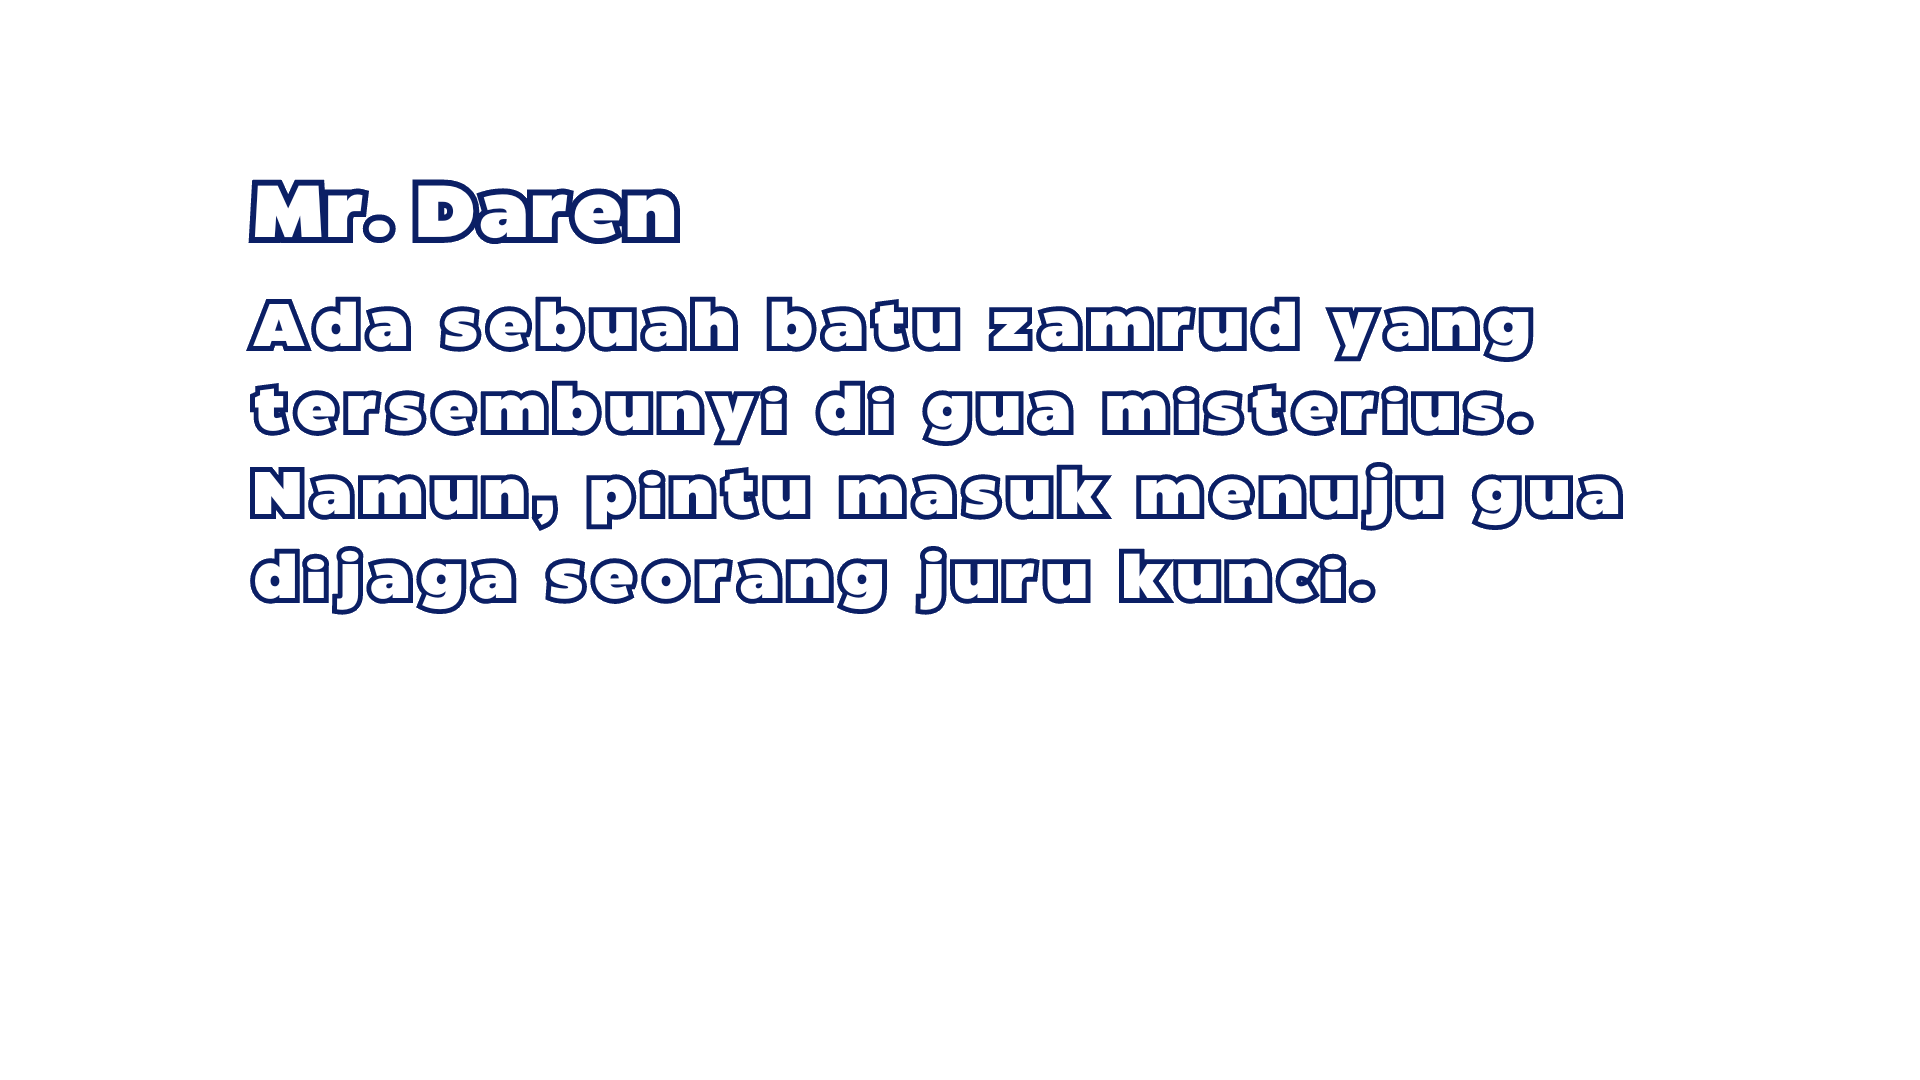 Mr. Daren
Ada sebuah batu zamrud yang
tersembunyi di gua misterius.
Namun, pintu masuk menuju gua
dijaga seorang juru kunci.